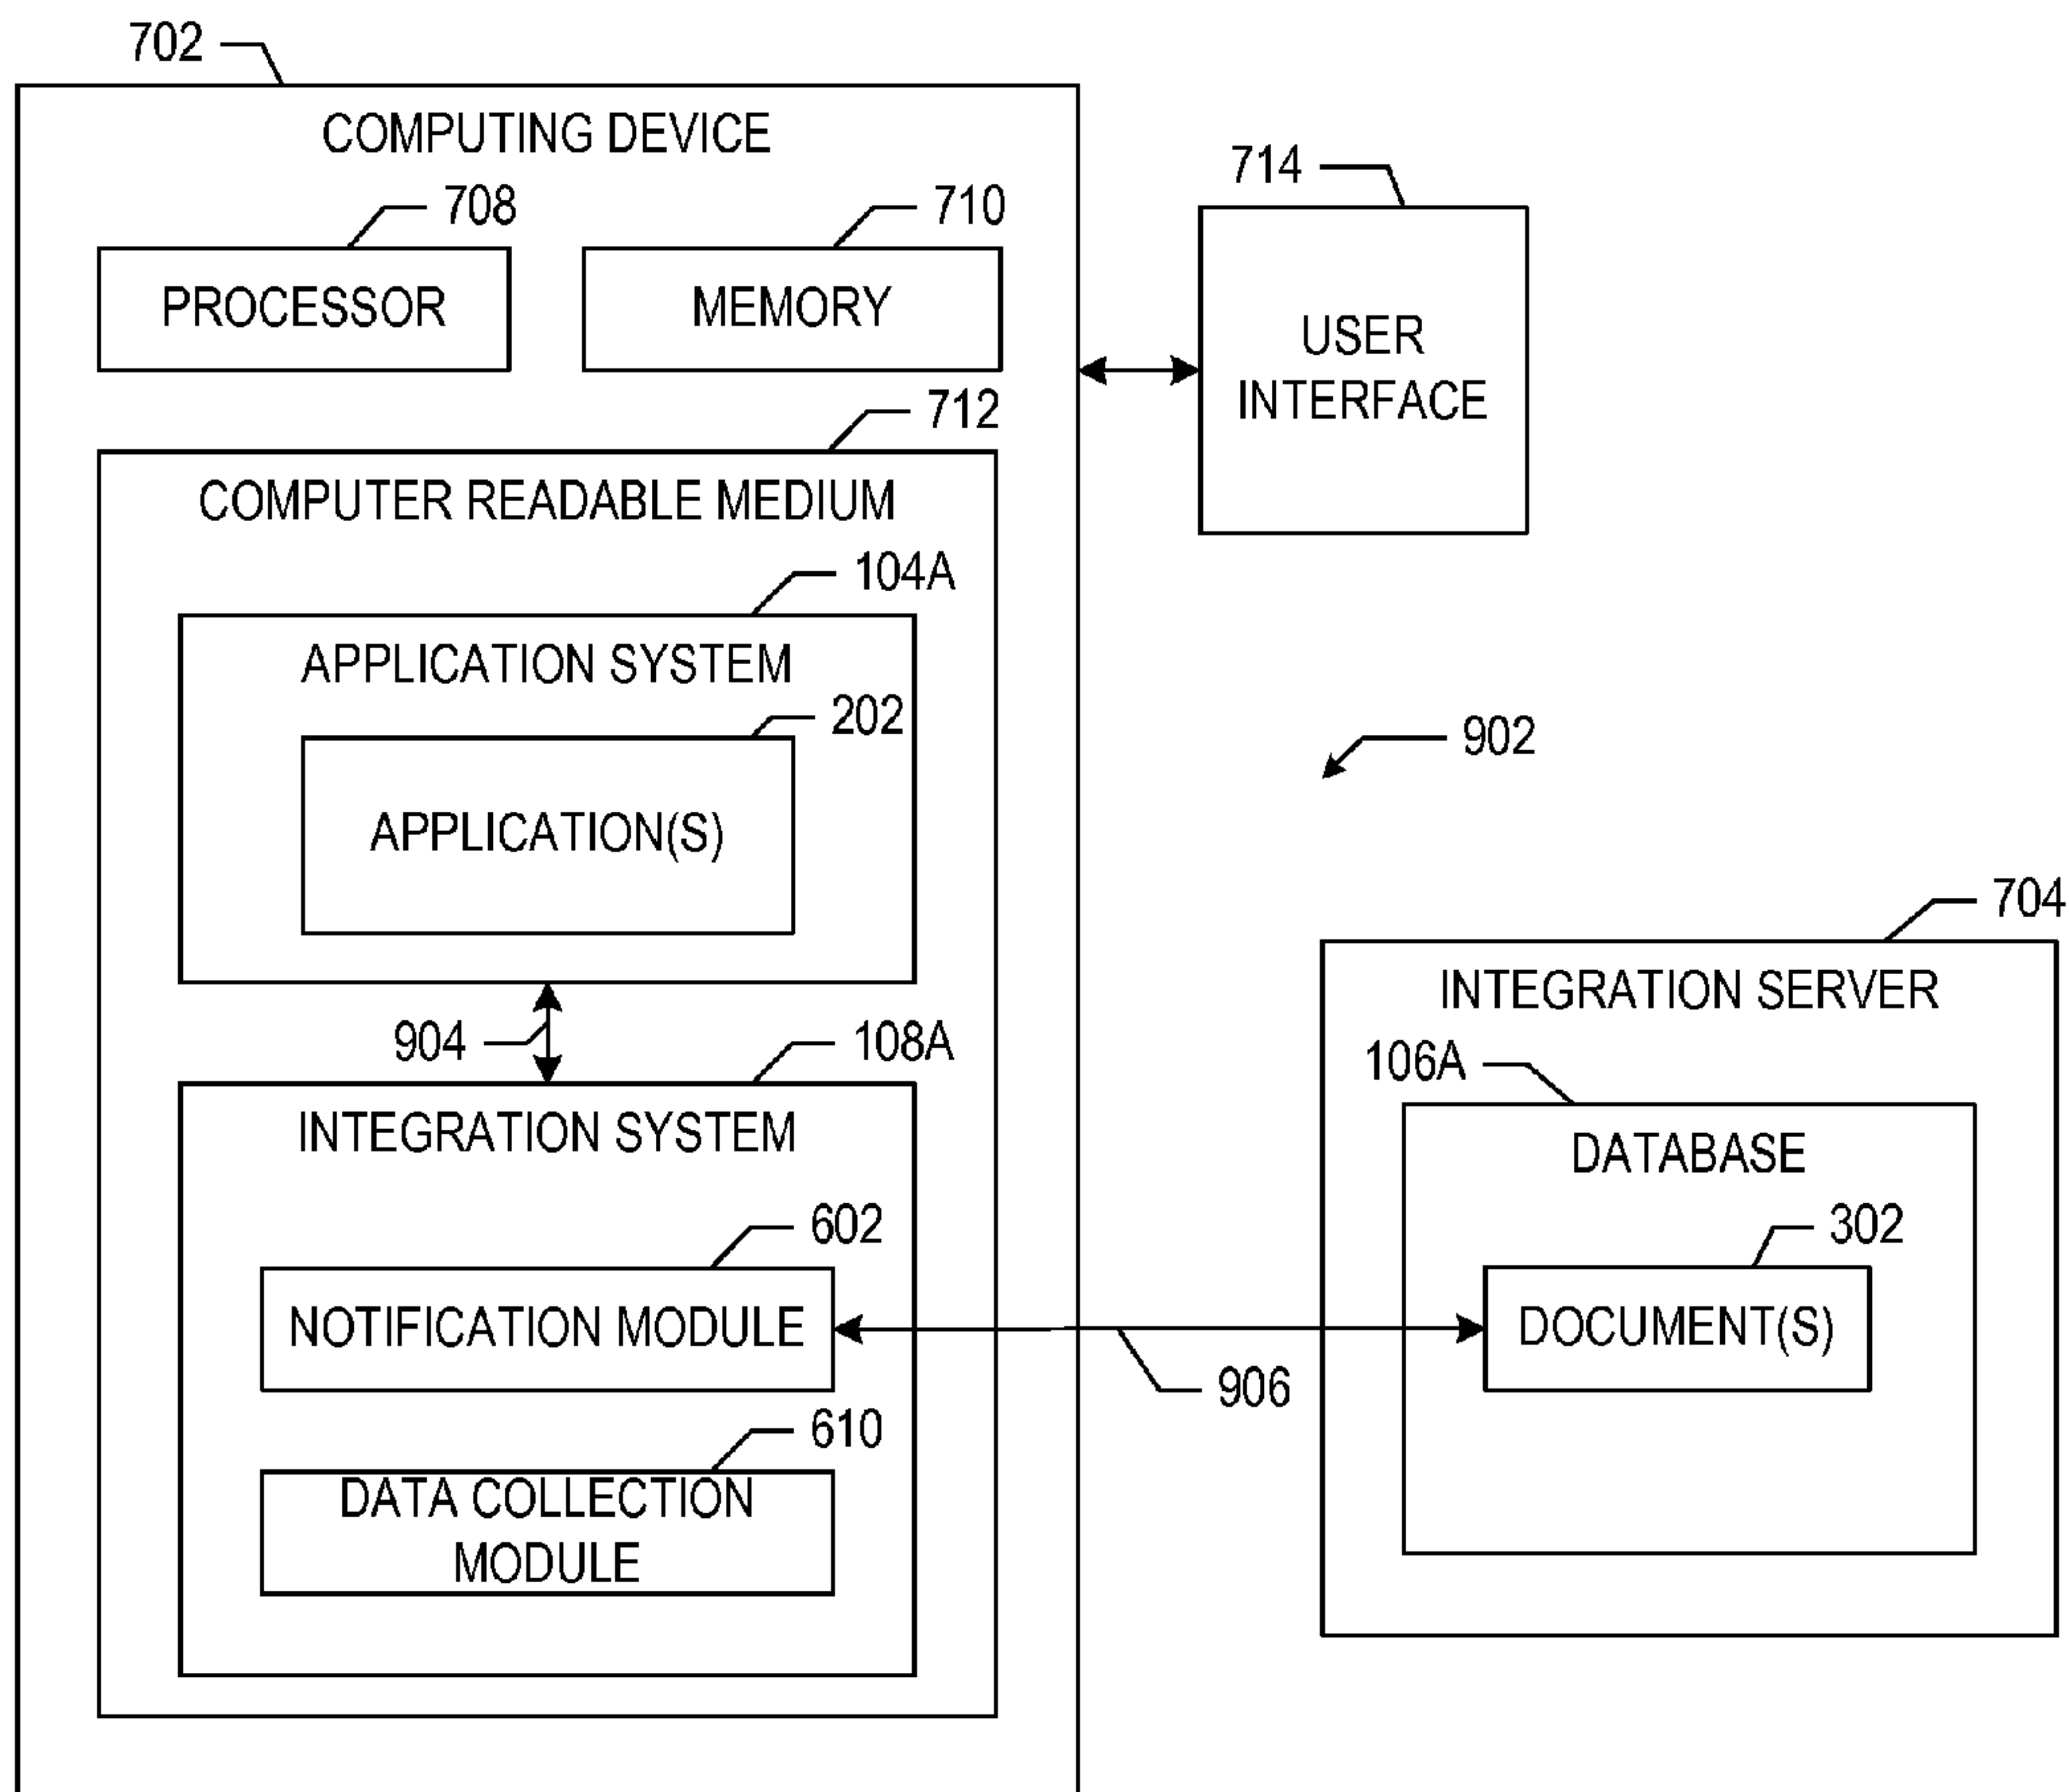 702
COMPUTING DEVICE
708
710
714
PROCESSOR
MEMORY
USER
INTERFACE
712
COMPUTER READABLE MEDIUM
104A
APPLICATION SYSTEM
202
902
APPLICATION(S)
704
INTEGRATION SERVER
904
108A
106A
INTEGRATION SYSTEM
DATABASE
602
302
NOTIFICATION MODULE
DOCUMENT(S)
906
610
DATA COLLECTION
MODULE